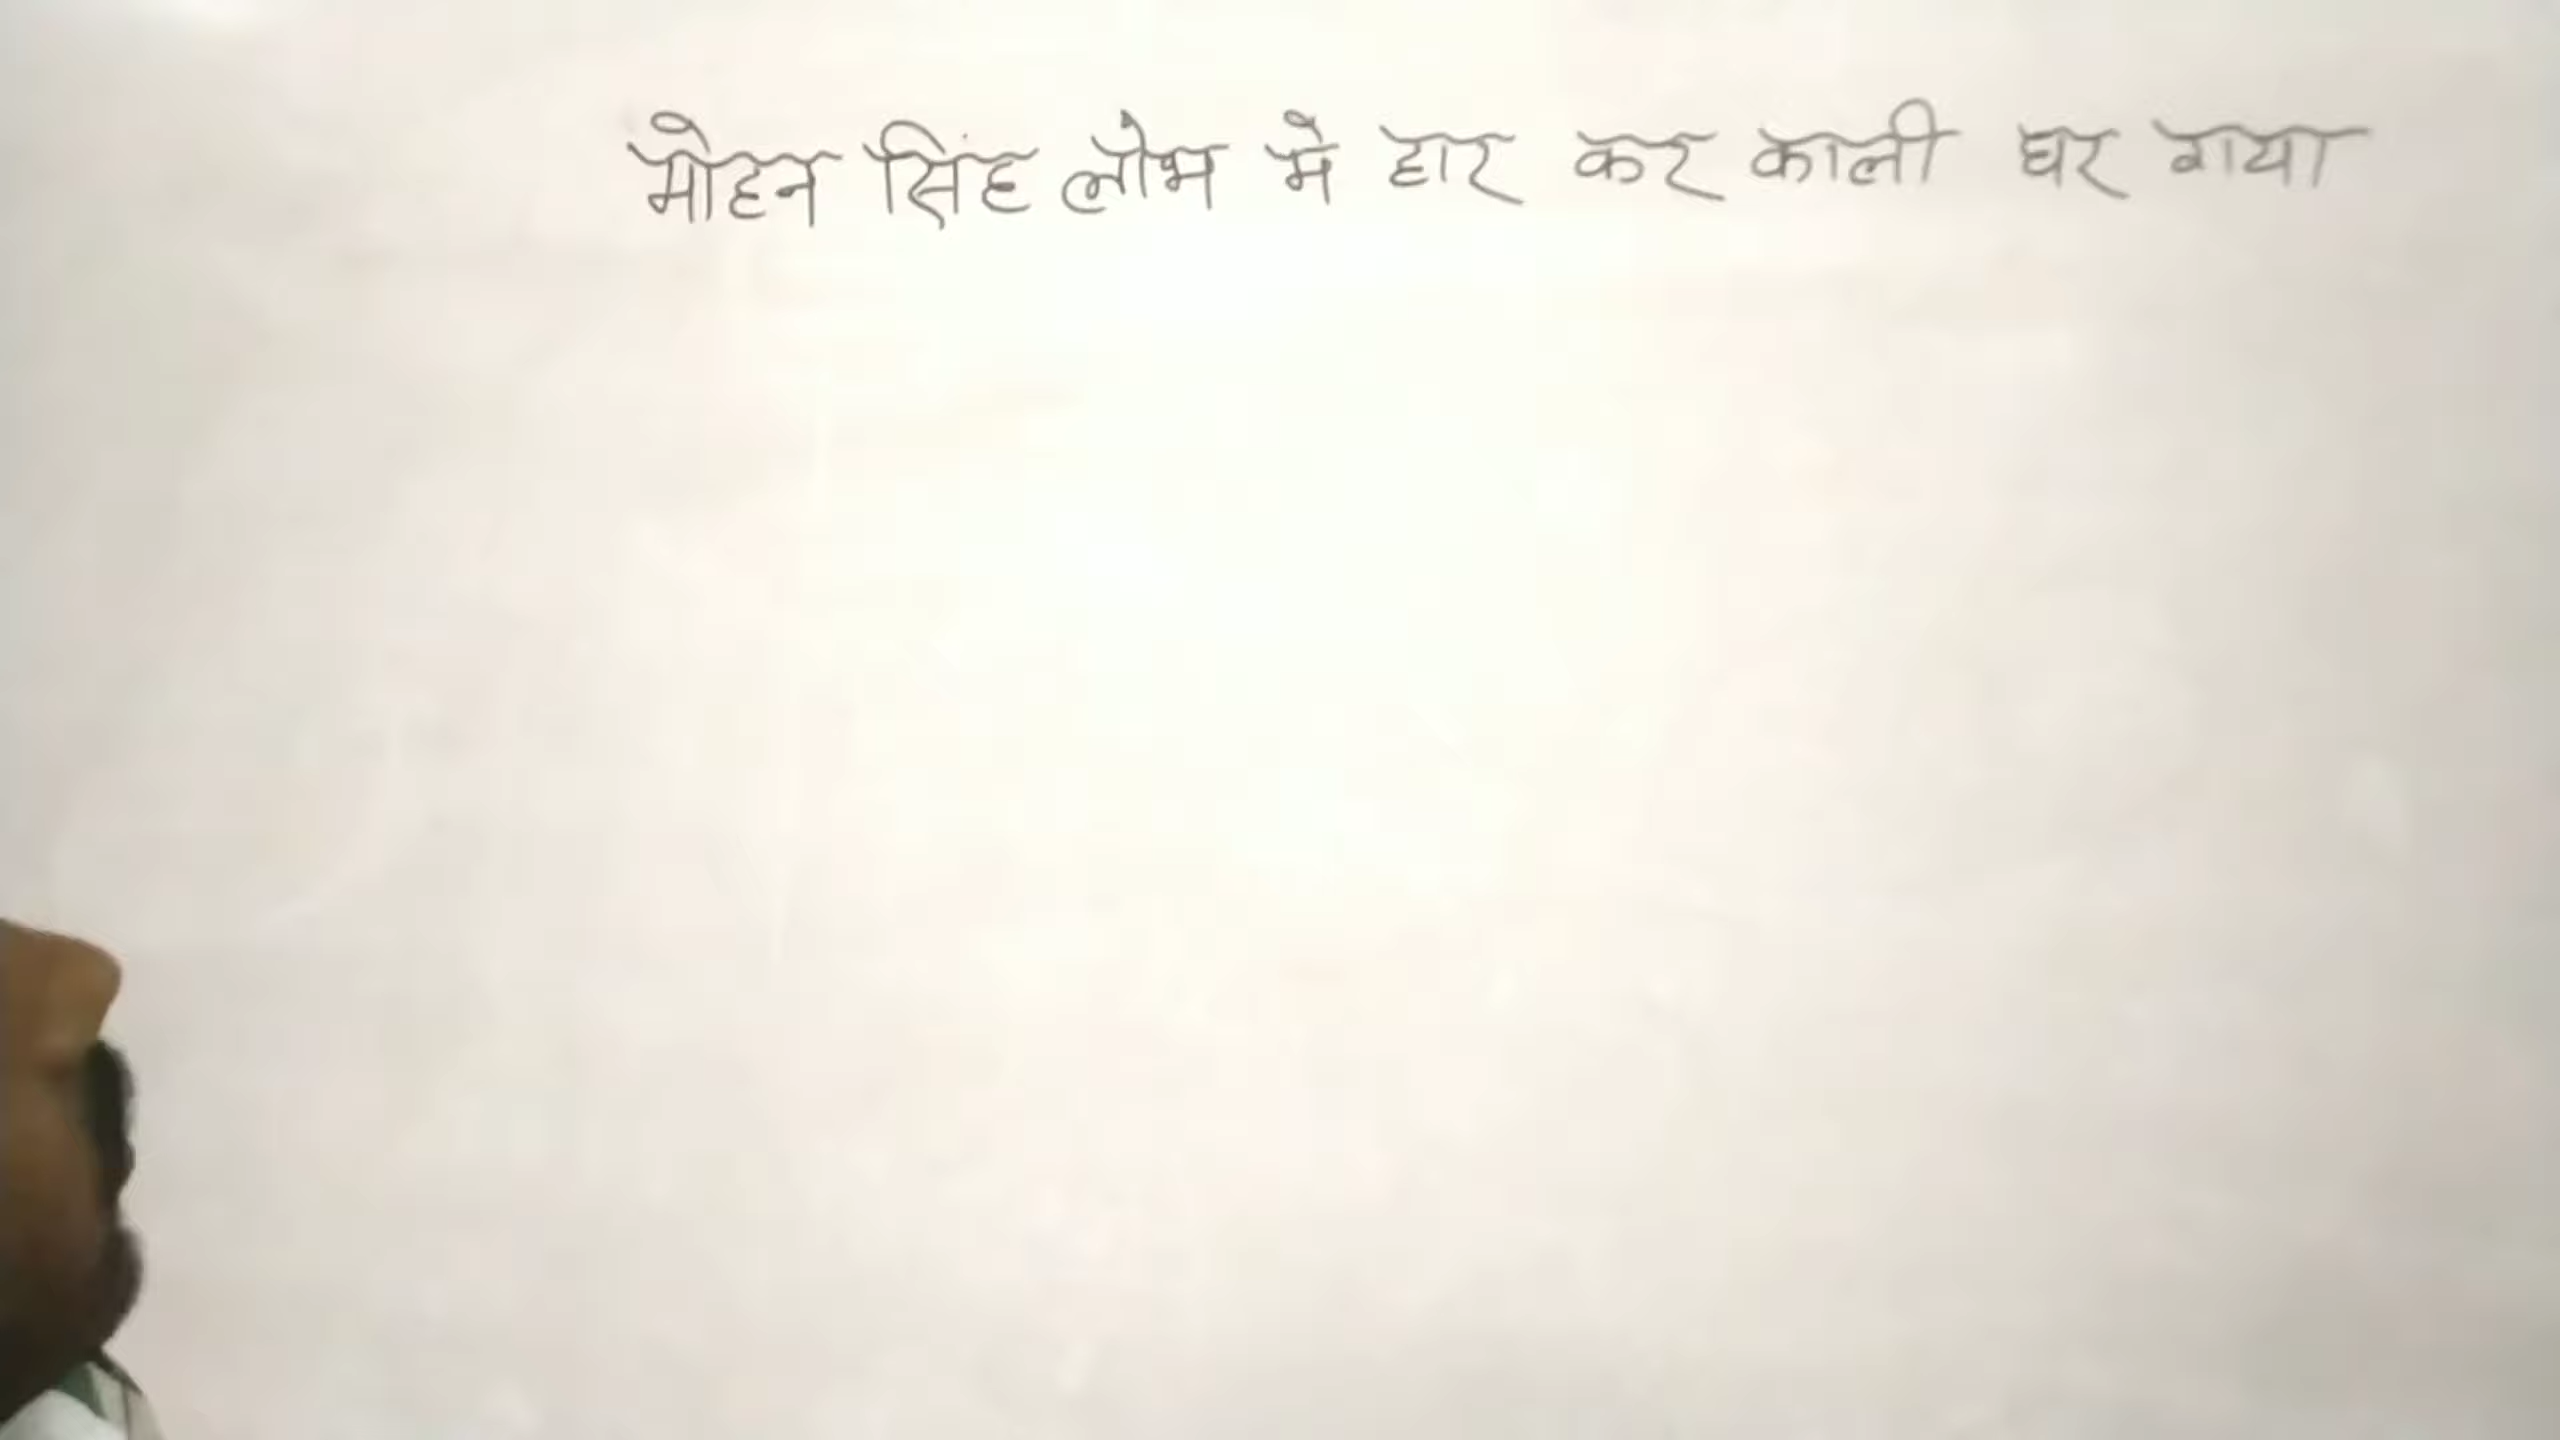 मोहन सिंह लोभ मे हार कर काली घर गया